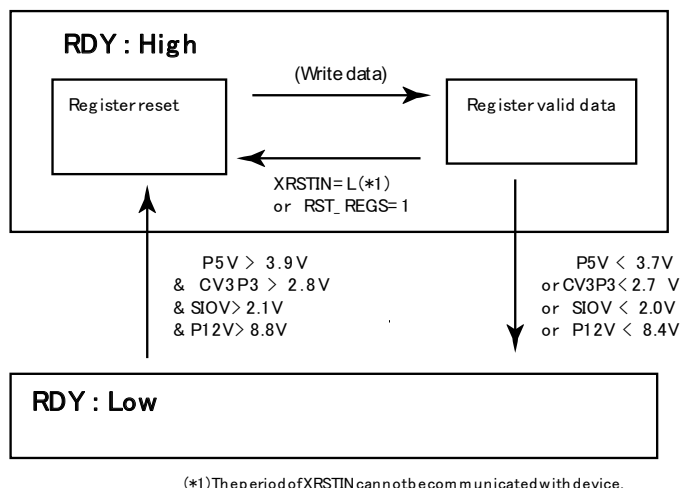 RDY : High
(Write data)
Register reset
Register valid data
XRSTIN=L(*1)
or RST_REGS=1
P5V > 3.9V
& CV3P3 > 2.8V
& SIOV> 2.1V
& P12V> 8.8V
P5V < 3.7V
or CV3P3<2.7 V
or SIOV < 2.0V
or P12V < 8.4V
RDY : Low
(*1)The period of XRSTIN cannot be communicated with device.